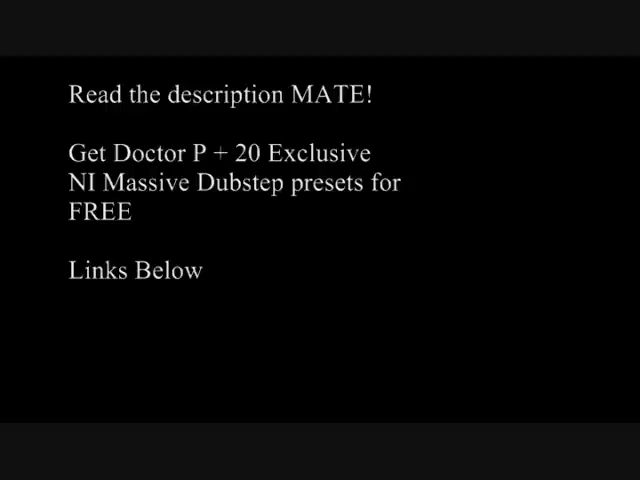 Read the description MATE!
Get Doctor P + 20 Exclusive
NI Massive Dubstep presets for
FREE
Links Below